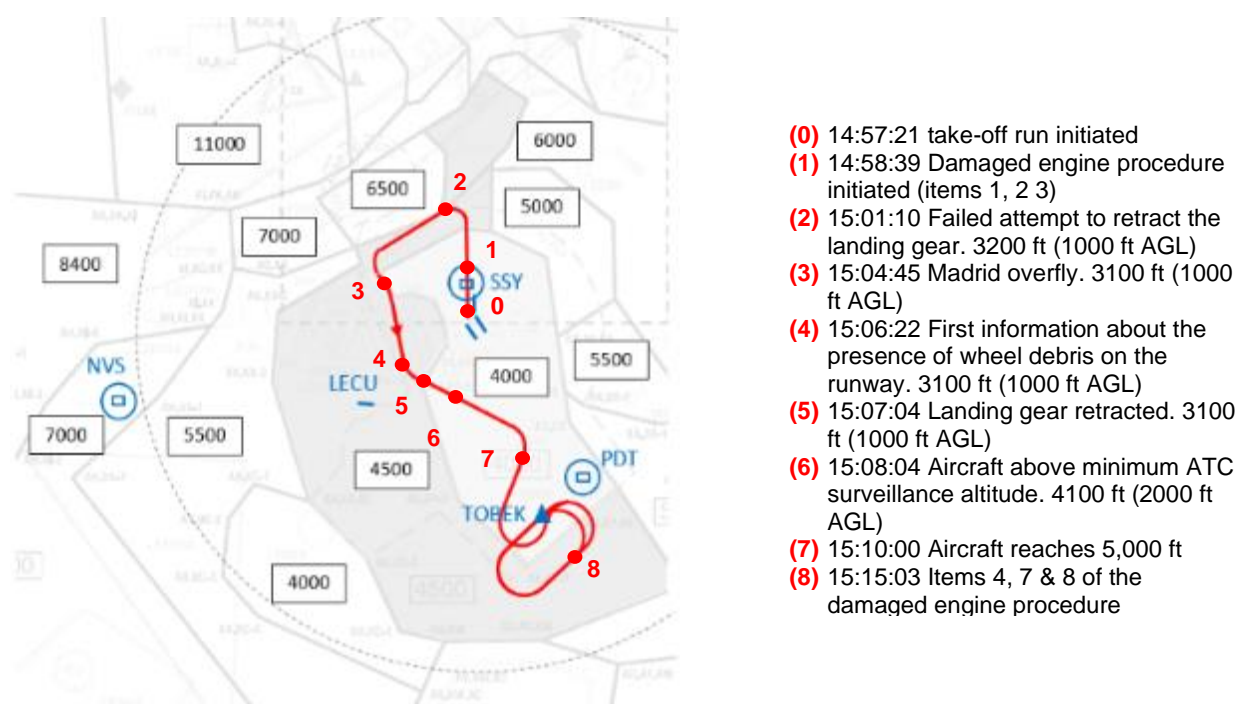 11000
6000
6500
2
5000
7000
1
8400
3
SSY
0
4
5500
NVS
LECU
4000
5
7000
5500
6
7
PDT
4500
TOBEK
8
4000
4500
(0) 14:57:21 take-off run initiated
(1) 14:58:39 Damaged engine procedure
initiated (items 1, 2 3)
(2) 15:01:10 Failed attempt to retract the
landing gear. 3200 ft (1000 ft AGL)
(3) 15:04:45 Madrid overfly. 3100 ft (1000
ft AGL)
(4) 15:06:22 First information about the
presence of wheel debris on the
runway. 3100 ft (1000 ft AGL)
(5) 15:07:04 Landing gear retracted. 3100
ft (1000 ft AGL)
(6) 15:08:04 Aircraft above minimum ATC
surveillance altitude. 4100 ft (2000 ft
AGL)
(7) 15:10:00 Aircraft reaches 5,000 ft
(8) 15:15:03 Items 4, 7 & 8 of the
damaged engine procedure